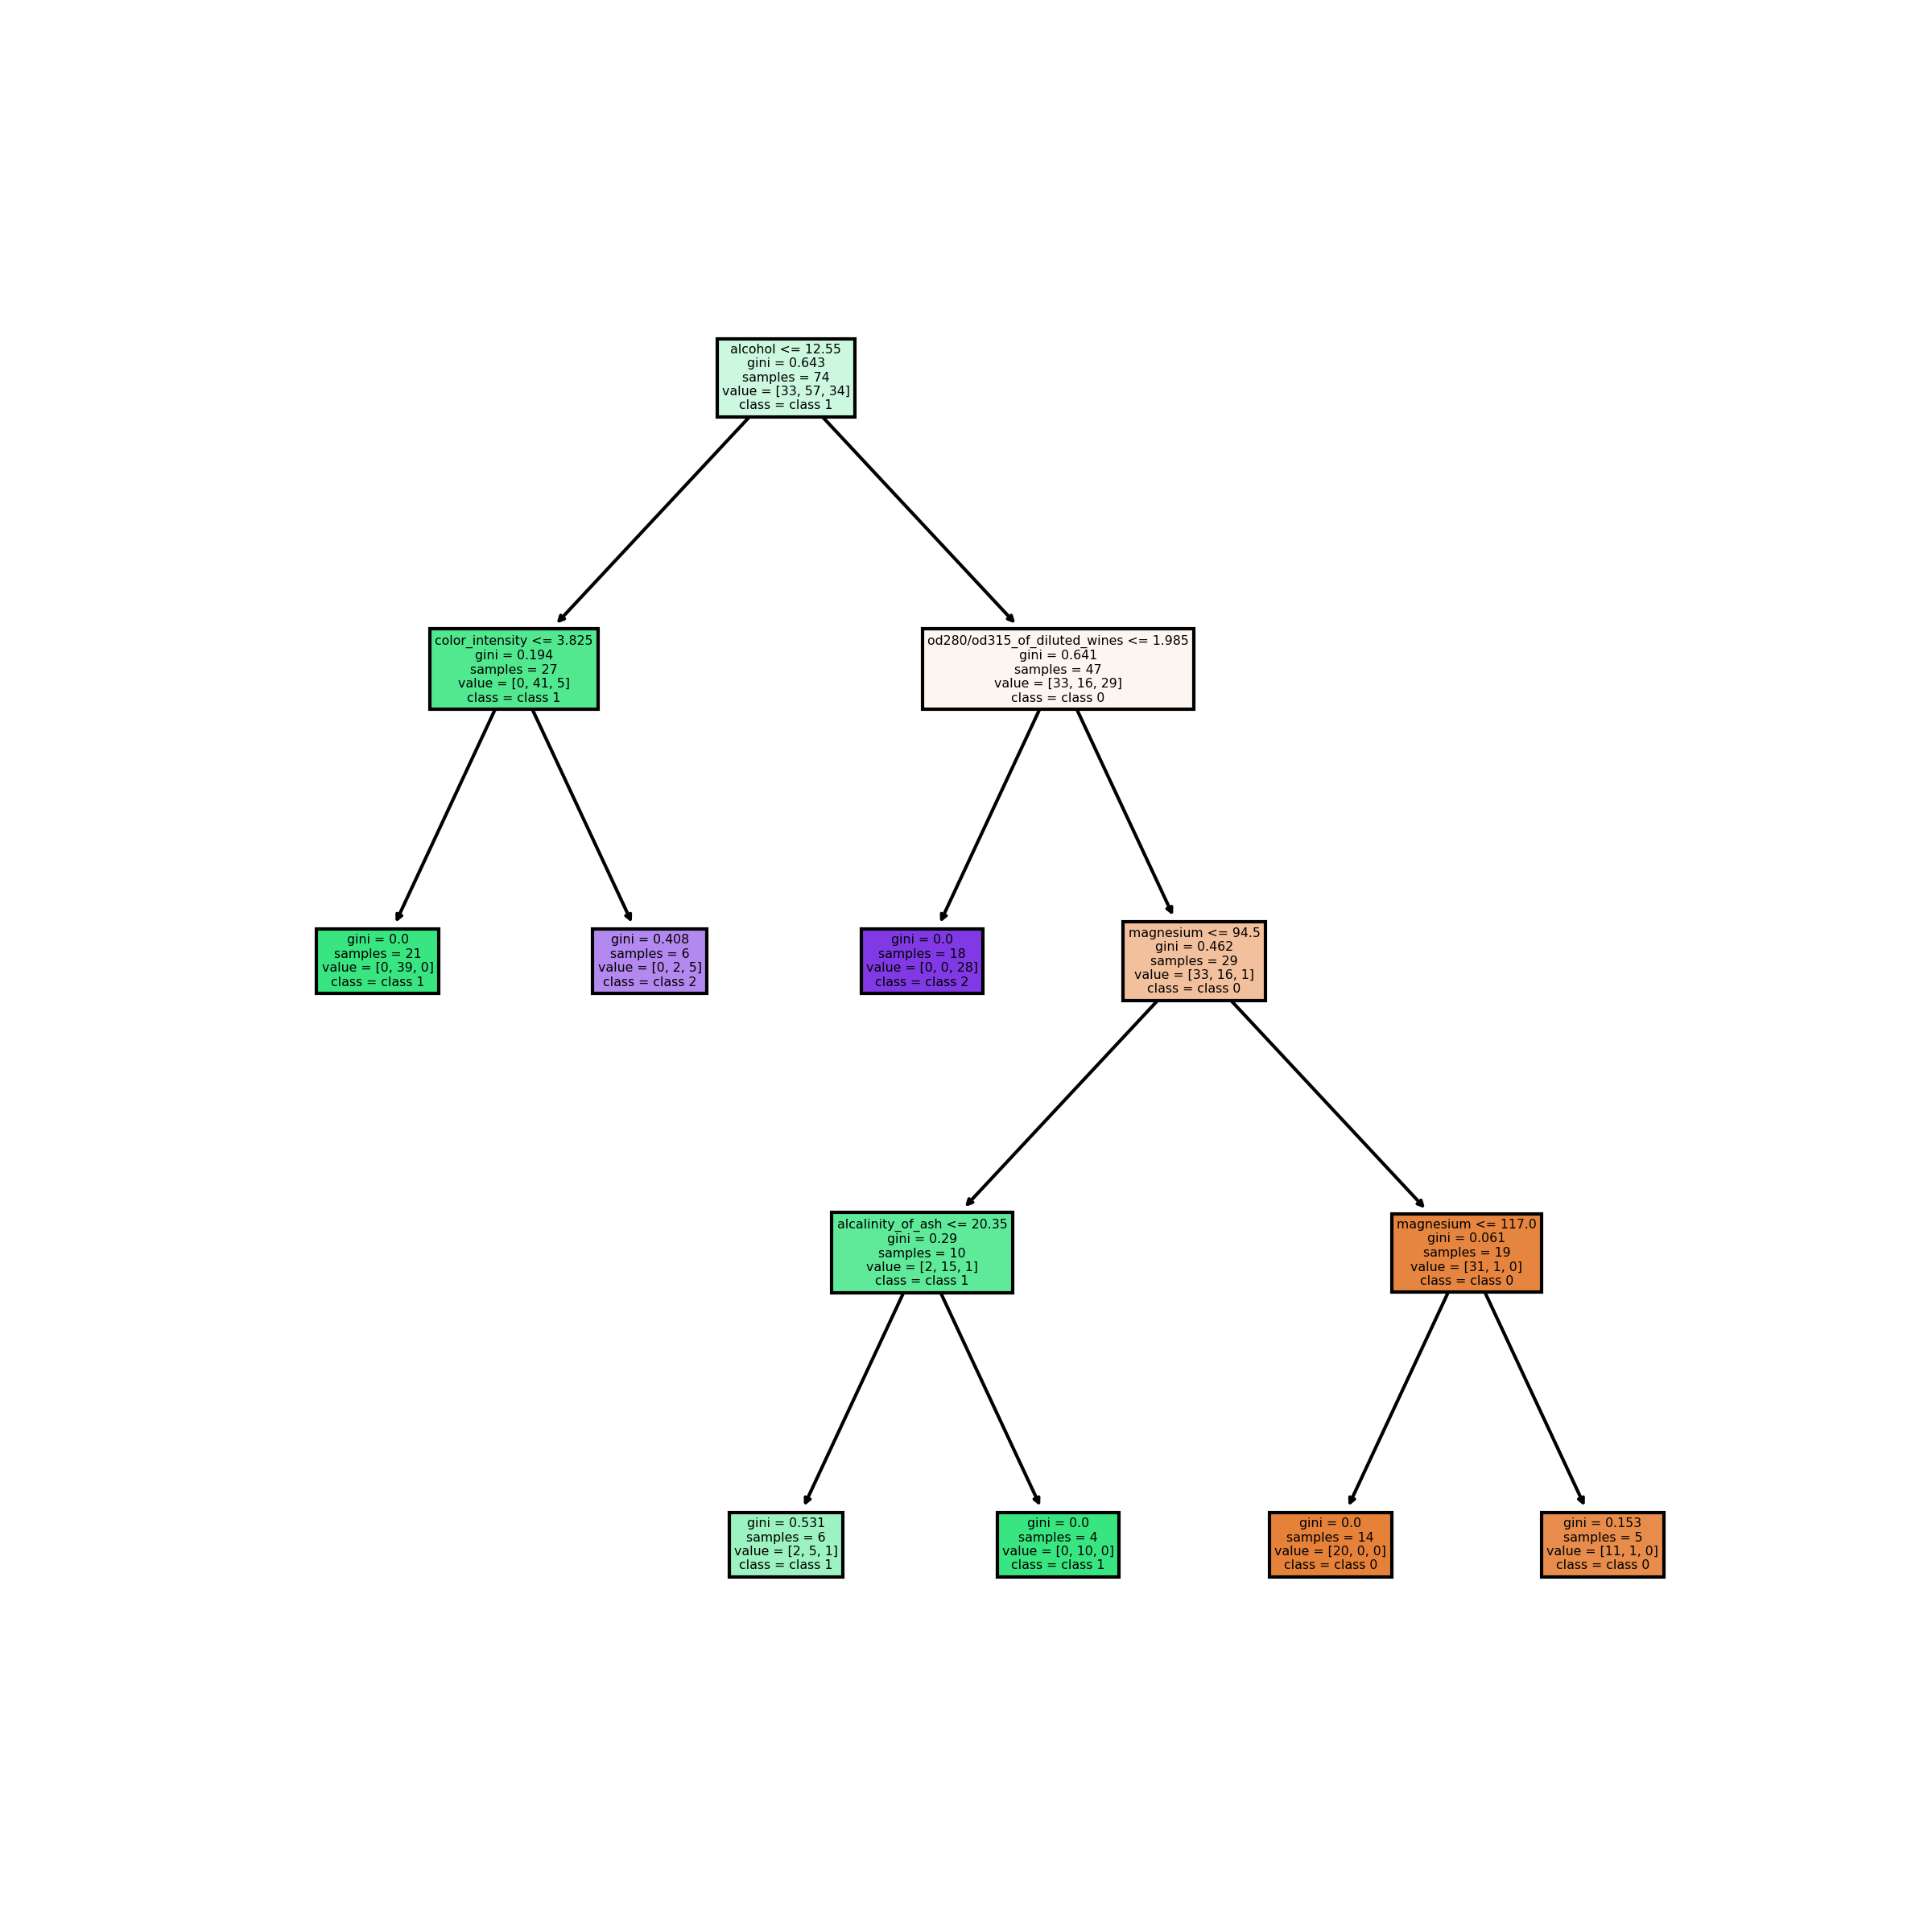 alcohol <= 12.55
gini = 0.643
samples = 74
value = [33, 57, 34]
class = class 1
color_intensity <= 3.825
gini = 0.194
samples = 27
value = [0, 41, 5]
class = class 1
od280/od315_of_diluted_wines <= 1.985
gini = 0.641
samples = 47
value = [33, 16, 29]
class = class 0
gini = 0.0
samples = 21
value = [0, 39, 0]
class = class 1
gini = 0.408
samples = 6
value = [0, 2, 5]
class = class 2
gini = 0.0
samples = 18
value = [0, 0, 28]
class = class 2
magnesium <= 94.5
gini = 0.462
samples = 29
value = [33, 16, 1]
class = class 0
alcalinity_of_ash <= 20.35
gini = 0.29
samples = 10
value = [2, 15, 1]
class = class 1
magnesium <= 117.0
gini = 0.061
samples = 19
value = [31, 1, 0]
class = class 0
gini = 0.531
samples = 6
value = [2, 5, 1]
class = class 1
gini = 0.0
samples = 4
value = [0, 10, 0]
class = class 1
gini = 0.0
samples = 14
value = [20, 0, 0]
class = class 0
gini = 0.153
samples = 5
value = [11, 1, 0]
class = class 0